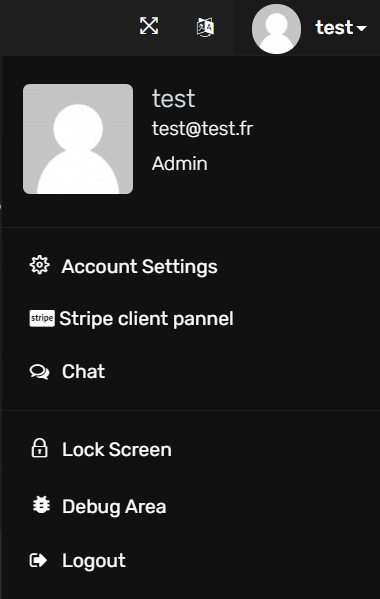 test
test
test@test.fr
Admin
Account Settings
stripe Stripe client pannel
Chat
Lock Screen
Debug Area
Logout